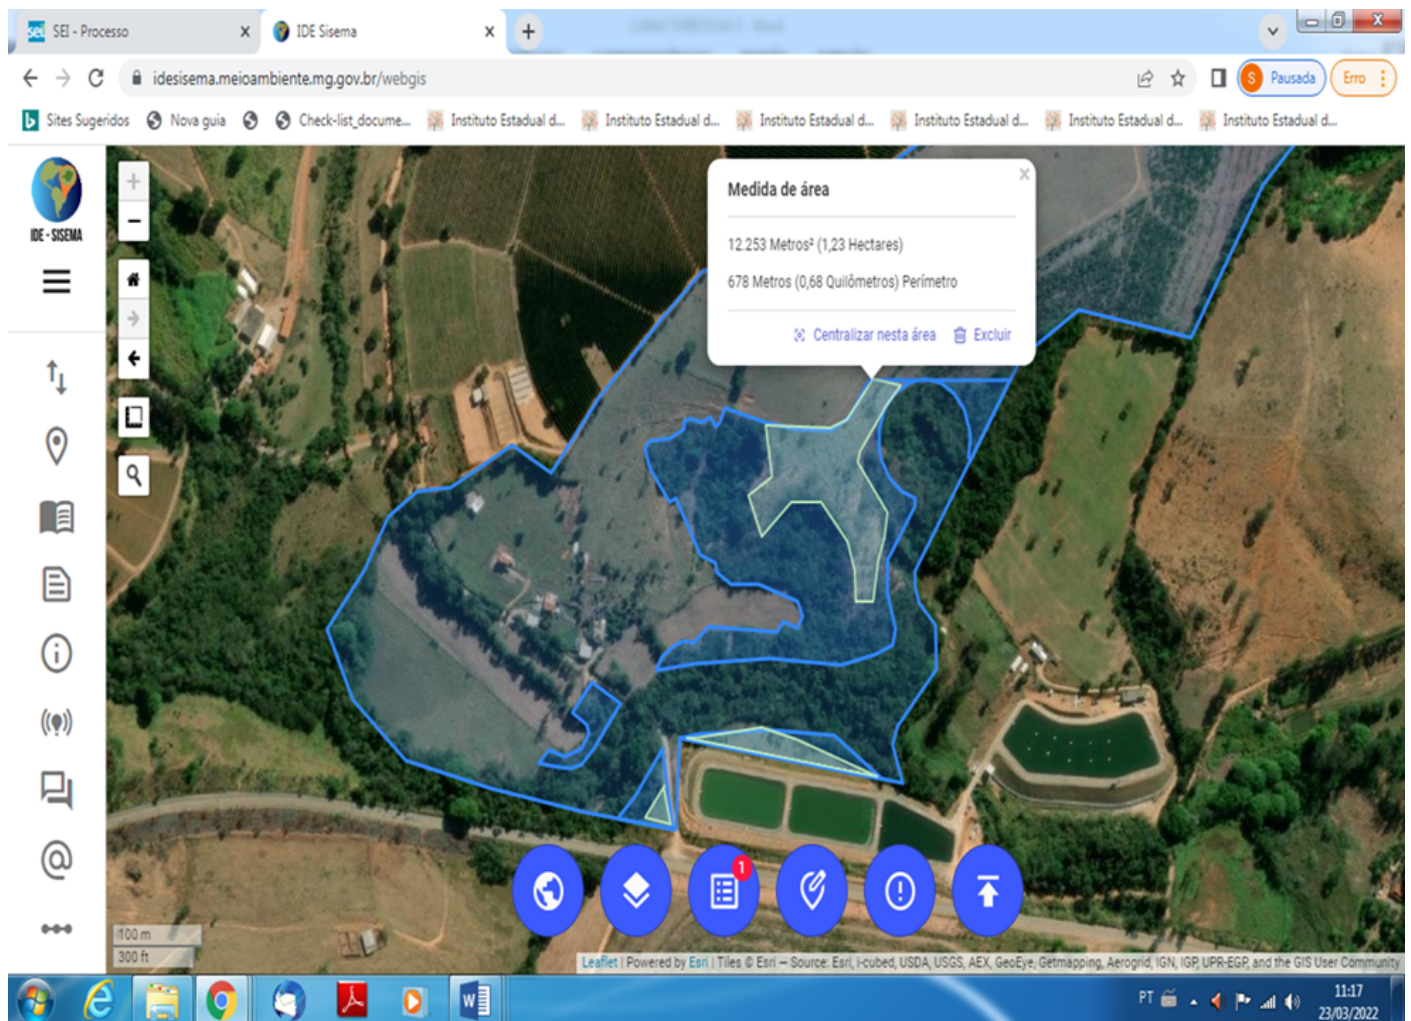 SEI - Processo
IDE Sisema
idesisema.meioambiente.mg.gov.br/webgis
Pausada
Erro
Sites Sugeridos
Nova guia
Check-list_docume...
Instituto Estadual d...
Instituto Estadual d...
Instituto Estadual d...
Instituto Estadual d...
Instituto Estadual d...
Instituto Estadual d...
IDE - SISEMA
Medida de área
12.253 Metros² (1,23 Hectares)
678 Metros (0,68 Quilômetros) Perímetro
Centralizar nesta área
Excluir
1
100 m
300 ft
Leaflet | Powered by Esri | Tiles © Esri — Source: Esri, i-cubed, USDA, USGS, AEX, GeoEye, Getmapping, Aerogrid, IGN, IGP, UPR-EGP, and the GIS User Community
PT
11:17
23/03/2022